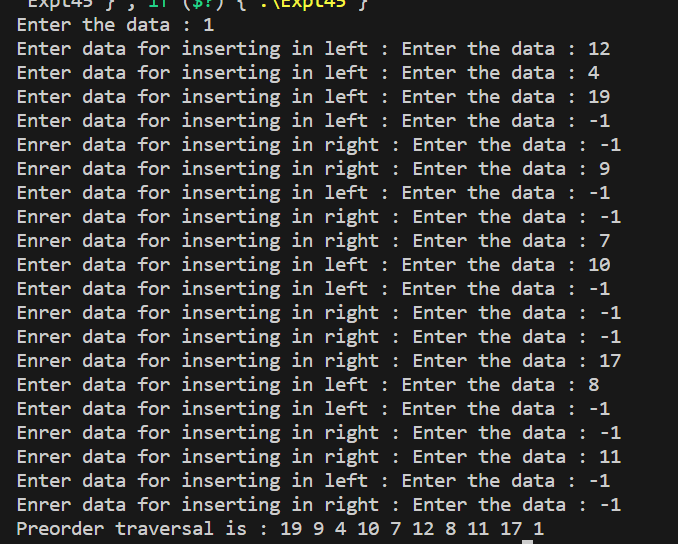 Expt45 } ; if ($?) { .\Expt45 }
Enter the data : 1
Enter data for inserting in left : Enter the data : 12
Enter data for inserting in left : Enter the data : 4
Enter data for inserting in left : Enter the data : 19
Enter data for inserting in left : Enter the data : -1
Enrer data for inserting in right : Enter the data : -1
Enrer data for inserting in right : Enter the data : 9
Enter data for inserting in left : Enter the data : -1
Enrer data for inserting in right : Enter the data : -1
Enrer data for inserting in right : Enter the data : 7
Enter data for inserting in left : Enter the data : 10
Enter data for inserting in left : Enter the data : -1
Enrer data for inserting in right : Enter the data : -1
Enrer data for inserting in right : Enter the data : -1
Enrer data for inserting in right : Enter the data : 17
Enter data for inserting in left : Enter the data : 8
Enter data for inserting in left : Enter the data : -1
Enrer data for inserting in right : Enter the data : -1
Enrer data for inserting in right : Enter the data : 11
Enter data for inserting in left : Enter the data : -1
Enrer data for inserting in right : Enter the data : -1
Preorder traversal is : 19 9 4 10 7 12 8 11 17 1